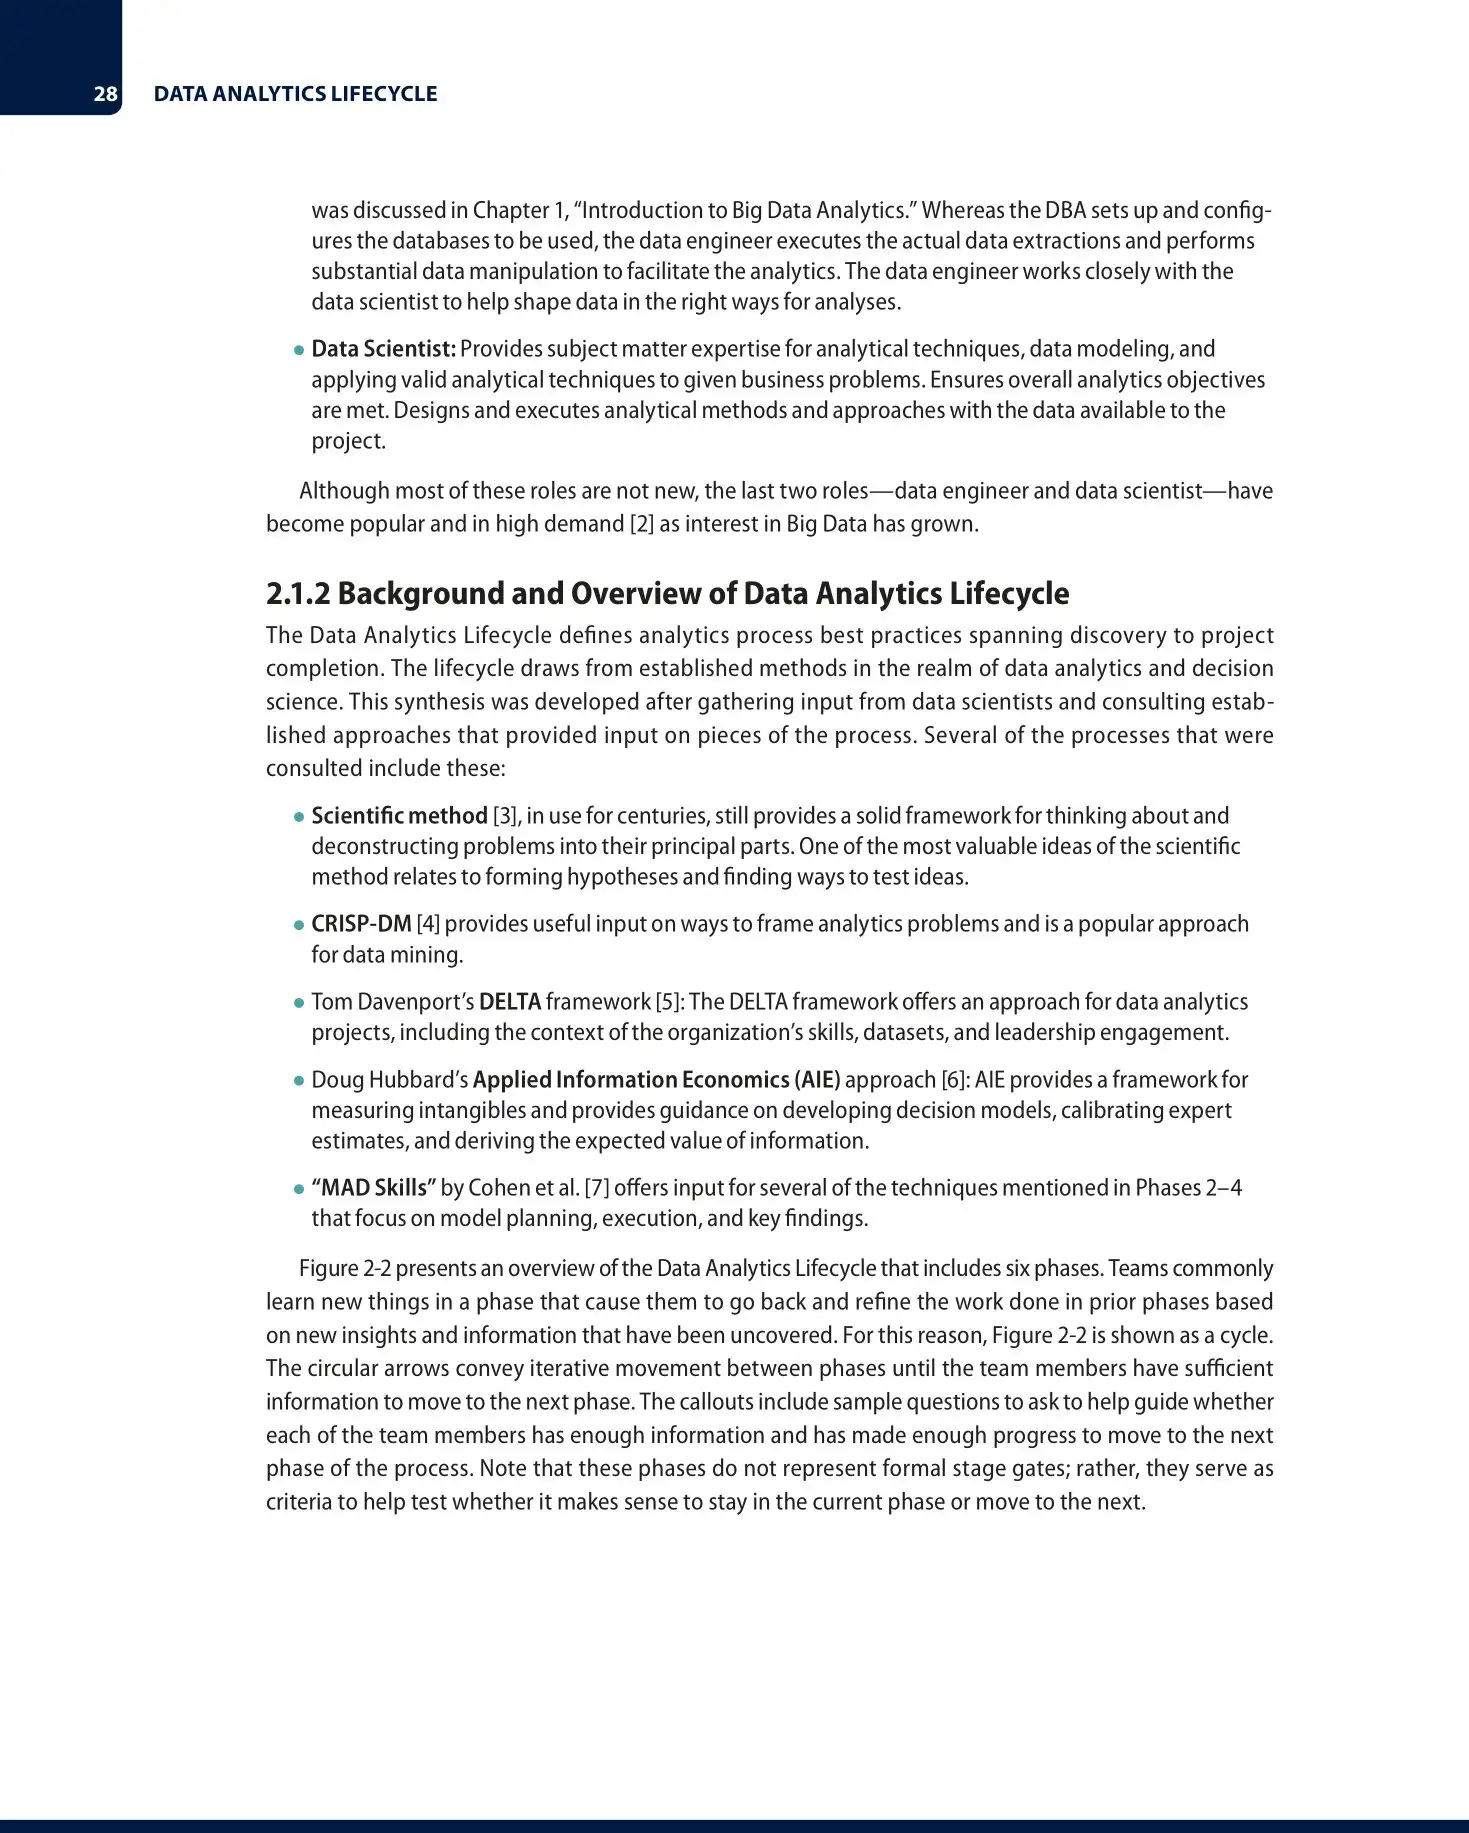 28 DATA ANALYTICS LIFECYCLE
was discussed in Chapter 1, “Introduction to Big Data Analytics.” Whereas the DBA sets up and config-
ures the databases to be used, the data engineer executes the actual data extractions and performs
substantial data manipulation to facilitate the analytics. The data engineer works closely with the
data scientist to help shape data in the right ways for analyses.
● Data Scientist: Provides subject matter expertise for analytical techniques, data modeling, and
applying valid analytical techniques to given business problems. Ensures overall analytics objectives
are met. Designs and executes analytical methods and approaches with the data available to the
project.
Although most of these roles are not new, the last two roles—data engineer and data scientist—have
become popular and in high demand [2] as interest in Big Data has grown.
2.1.2 Background and Overview of Data Analytics Lifecycle
The Data Analytics Lifecycle defines analytics process best practices spanning discovery to project
completion. The lifecycle draws from established methods in the realm of data analytics and decision
science. This synthesis was developed after gathering input from data scientists and consulting estab-
lished approaches that provided input on pieces of the process. Several of the processes that were
consulted include these:
● Scientific method [3], in use for centuries, still provides a solid framework for thinking about and
deconstructing problems into their principal parts. One of the most valuable ideas of the scientific
method relates to forming hypotheses and finding ways to test ideas.
● CRISP-DM [4] provides useful input on ways to frame analytics problems and is a popular approach
for data mining.
● Tom Davenport’s DELTA framework [5]: The DELTA framework offers an approach for data analytics
projects, including the context of the organization’s skills, datasets, and leadership engagement.
● Doug Hubbard’s Applied Information Economics (AIE) approach [6]: AIE provides a framework for
measuring intangibles and provides guidance on developing decision models, calibrating expert
estimates, and deriving the expected value of information.
● “MAD Skills” by Cohen et al. [7] offers input for several of the techniques mentioned in Phases 2–4
that focus on model planning, execution, and key findings.
Figure 2-2 presents an overview of the Data Analytics Lifecycle that includes six phases. Teams commonly
learn new things in a phase that cause them to go back and refine the work done in prior phases based
on new insights and information that have been uncovered. For this reason, Figure 2-2 is shown as a cycle.
The circular arrows convey iterative movement between phases until the team members have sufficient
information to move to the next phase. The callouts include sample questions to ask to help guide whether
each of the team members has enough information and has made enough progress to move to the next
phase of the process. Note that these phases do not represent formal stage gates; rather, they serve as
criteria to help test whether it makes sense to stay in the current phase or move to the next.